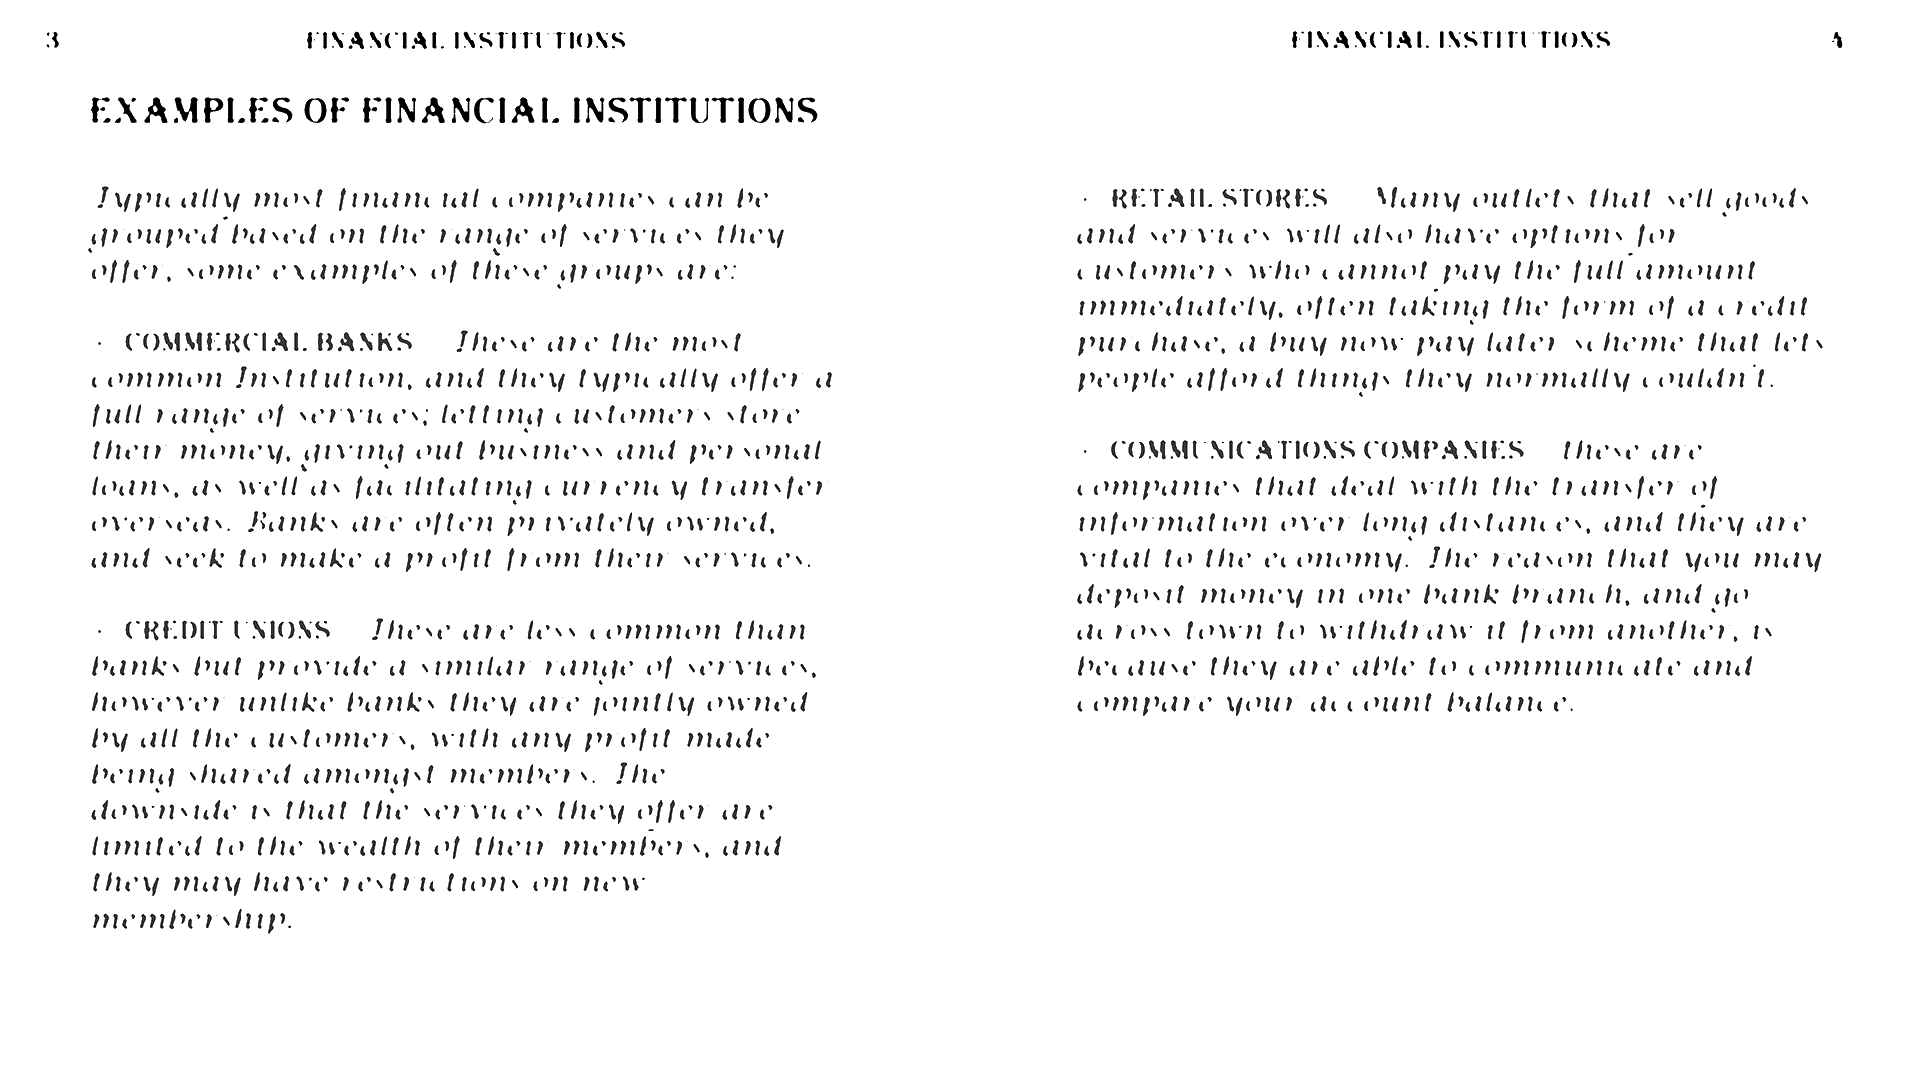 3 FINANCIAL INSTITUTIONS
EXAMPLES OF FINANCIAL INSTITUTIONS
Typically most financial companies can be
grouped based on the range of services they
offer, some examples of these groups are:
· COMMERCIAL BANKS These are the most
common Institution, and they typically offer a
full range of services; letting customers store
their money, giving out business and personal
loans, as well as facilitating currency transfer
overseas. Banks are often privately owned,
and seek to make a profit from their services.
· CREDIT UNIONS These are less common than
banks but provide a similar range of services,
however unlike banks they are jointly owned
by all the customers, with any profit made
being shared amongst members. The
downside is that the services they offer are
limited to the wealth of their members, and
they may have restrictions on new
membership.
FINANCIAL INSTITUTIONS 4
· RETAIL STORES Many outlets that sell goods
and services will also have options for
customers who cannot pay the full amount
immediately, often taking the form of a credit
purchase, a buy now pay later scheme that lets
people afford things they normally couldn't.
· COMMUNICATIONS COMPANIES these are
companies that deal with the transfer of
information over long distances, and they are
vital to the economy. The reason that you may
deposit money in one bank branch, and go
across town to withdraw it from another, is
because they are able to communicate and
compare your account balance.